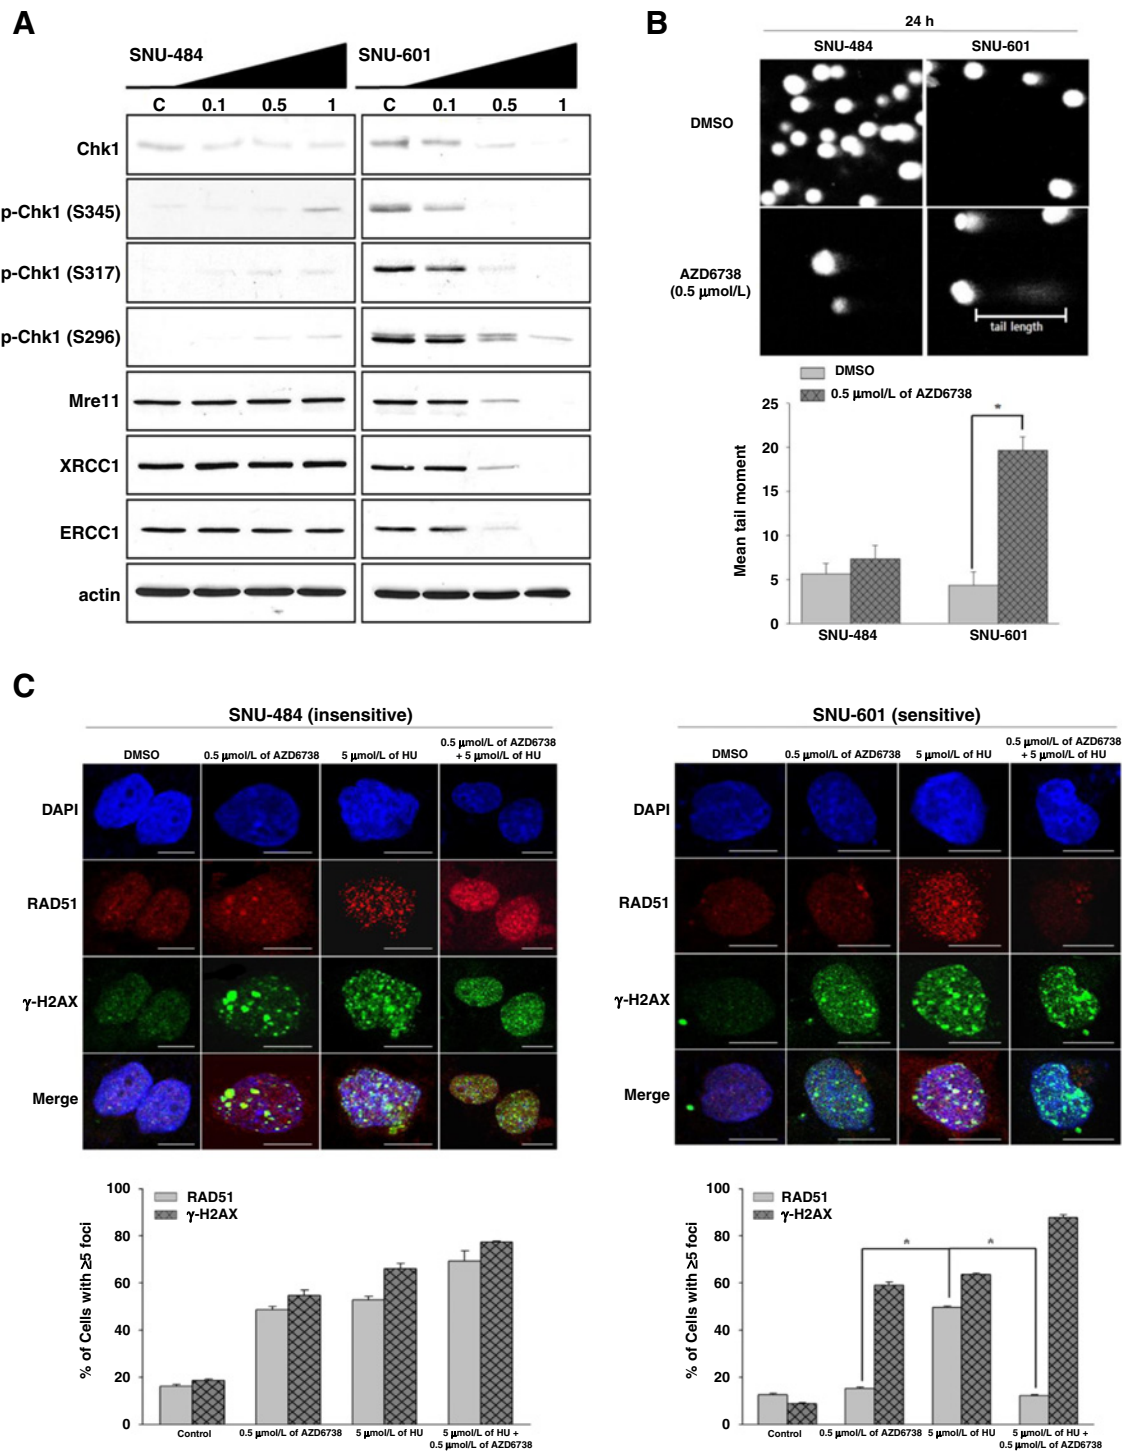 A
SNU-484
SNU-601
C 0.1 0.5 1
C 0.1 0.5 1
Chk1
p-Chk1 (S345)
p-Chk1 (S317)
p-Chk1 (S296)
Mre11
XRCC1
ERCC1
actin
B
24 h
SNU-484
SNU-601
DMSO
AZD6738
(0.5 μmol/L)
tail length
DMSO
0.5 μmol/L of AZD6738
Mean tail moment
25
20
15
10
5
0
*
SNU-484
SNU-601
C
SNU-484 (insensitive)
DMSO
0.5 μmol/L of AZD6738
5 μmol/L of HU
0.5 μmol/L of AZD6738
+ 5 μmol/L of HU
DAPI
RAD51
γ-H2AX
Merge
SNU-601 (sensitive)
DMSO
0.5 μmol/L of AZD6738
5 μmol/L of HU
0.5 μmol/L of AZD6738
+ 5 μmol/L of HU
DAPI
RAD51
γ-H2AX
Merge
% of Cells with ≥5 foci
100
80
60
40
20
0
RAD51
γ-H2AX
Control
0.5 μmol/L of AZD6738
5 μmol/L of HU
5 μmol/L of HU +
0.5 μmol/L of AZD6738
% of Cells with ≥5 foci
100
80
60
40
20
0
RAD51
γ-H2AX
*
*
Control
0.5 μmol/L of AZD6738
5 μmol/L of HU
5 μmol/L of HU +
0.5 μmol/L of AZD6738